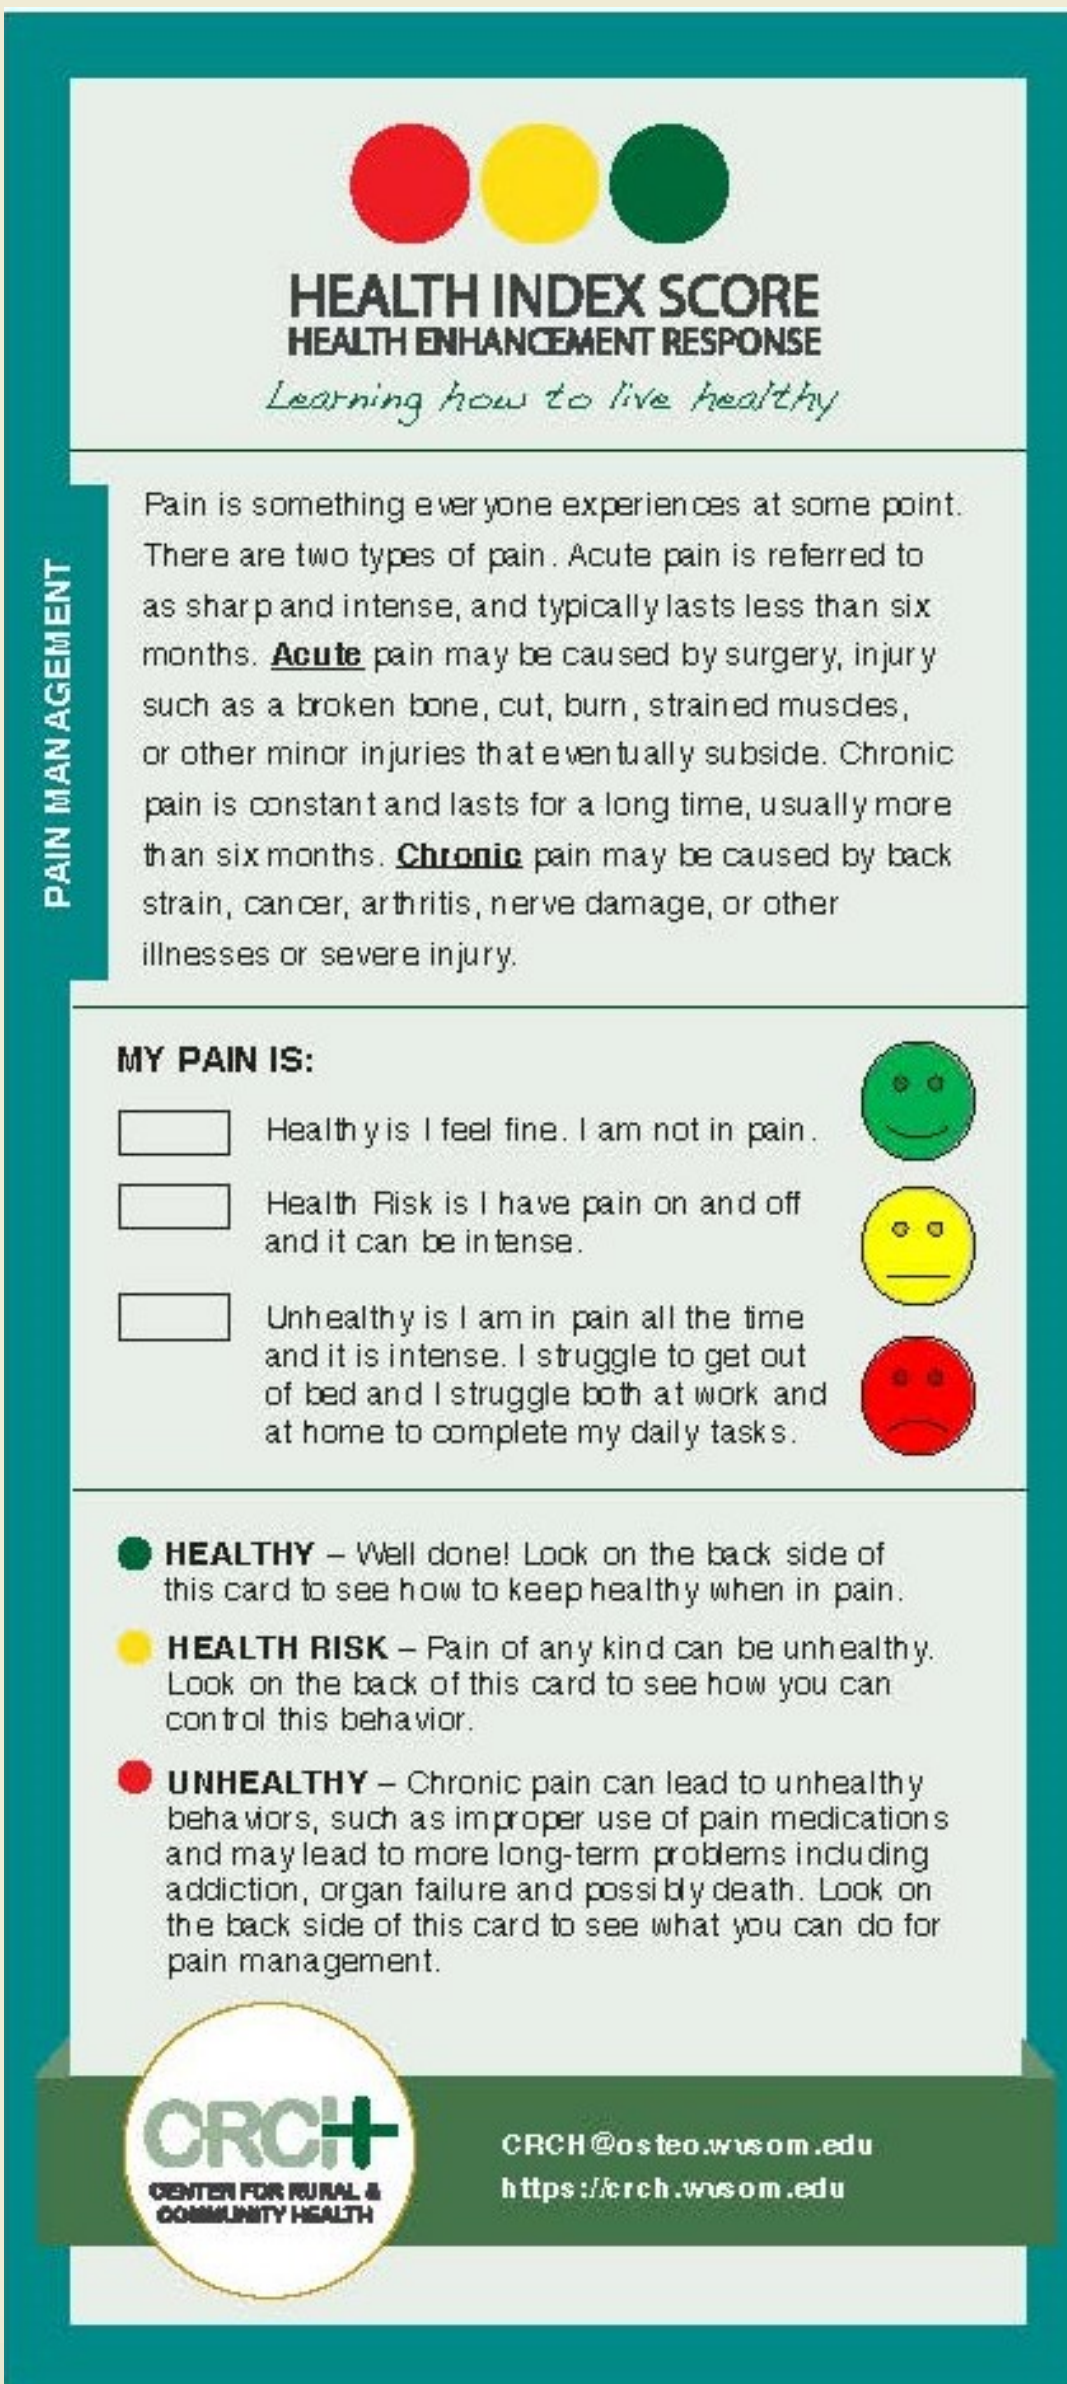 HEALTH INDEX SCORE
HEALTH ENHANCEMENT RESPONSE
Learning how to live healthy
PAIN MANAGEMENT
Pain is something everyone experiences at some point.
There are two types of pain. Acute pain is referred to
as sharp and intense, and typically lasts less than six
months. Acute pain may be caused by surgery, injury
such as a broken bone, cut, burn, strained muscles,
or other minor injuries that eventually subside. Chronic
pain is constant and lasts for a long time, usually more
than six months. Chronic pain may be caused by back
strain, cancer, arthritis, nerve damage, or other
illnesses or severe injury.
MY PAIN IS:
Healthy is I feel fine. I am not in pain.
Health Risk is I have pain on and off
and it can be intense.
Unhealthy is I am in pain all the time
and it is intense. I struggle to get out
of bed and I struggle both at work and
at home to complete my daily tasks.
HEALTHY – Well done! Look on the back side of
this card to see how to keep healthy when in pain.
HEALTH RISK – Pain of any kind can be unhealthy.
Look on the back of this card to see how you can
control this behavior.
UNHEALTHY – Chronic pain can lead to unhealthy
behaviors, such as improper use of pain medications
and may lead to more long-term problems including
addiction, organ failure and possibly death. Look on
the back side of this card to see what you can do for
pain management.
CRCH
CENTER FOR RURAL &
COMMUNITY HEALTH
CRCH@osteo.wvsom.edu
https://crch.wvsom.edu